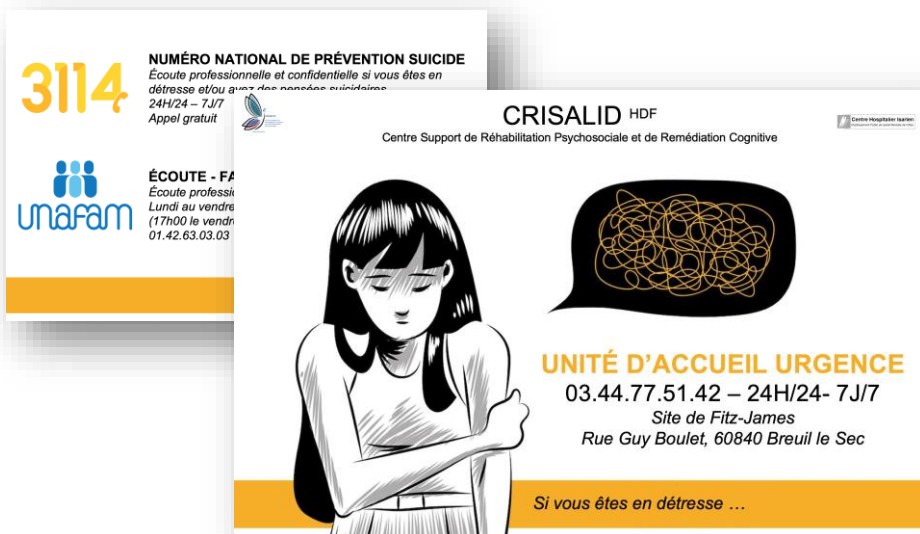 3114
NUMÉRO NATIONAL DE PRÉVENTION SUICIDE
Écoute professionnelle et confidentielle si vous êtes en
détresse et/ou avez des pensées suicidaires
24H/24 – 7J/7
Appel gratuit
unafam
ÉCOUTE - FA
Écoute professio
Lundi au vendre
(17h00 le vendre
01.42.63.03.03
CRISALID HDF
Centre Support de Réhabilitation Psychosociale et de Remédiation Cognitive
Centre Hospitalier Isarien
UNITÉ D’ACCUEIL URGENCE
03.44.77.51.42 – 24H/24- 7J/7
Site de Fitz-James
Rue Guy Boulet, 60840 Breuil le Sec
Si vous êtes en détresse …